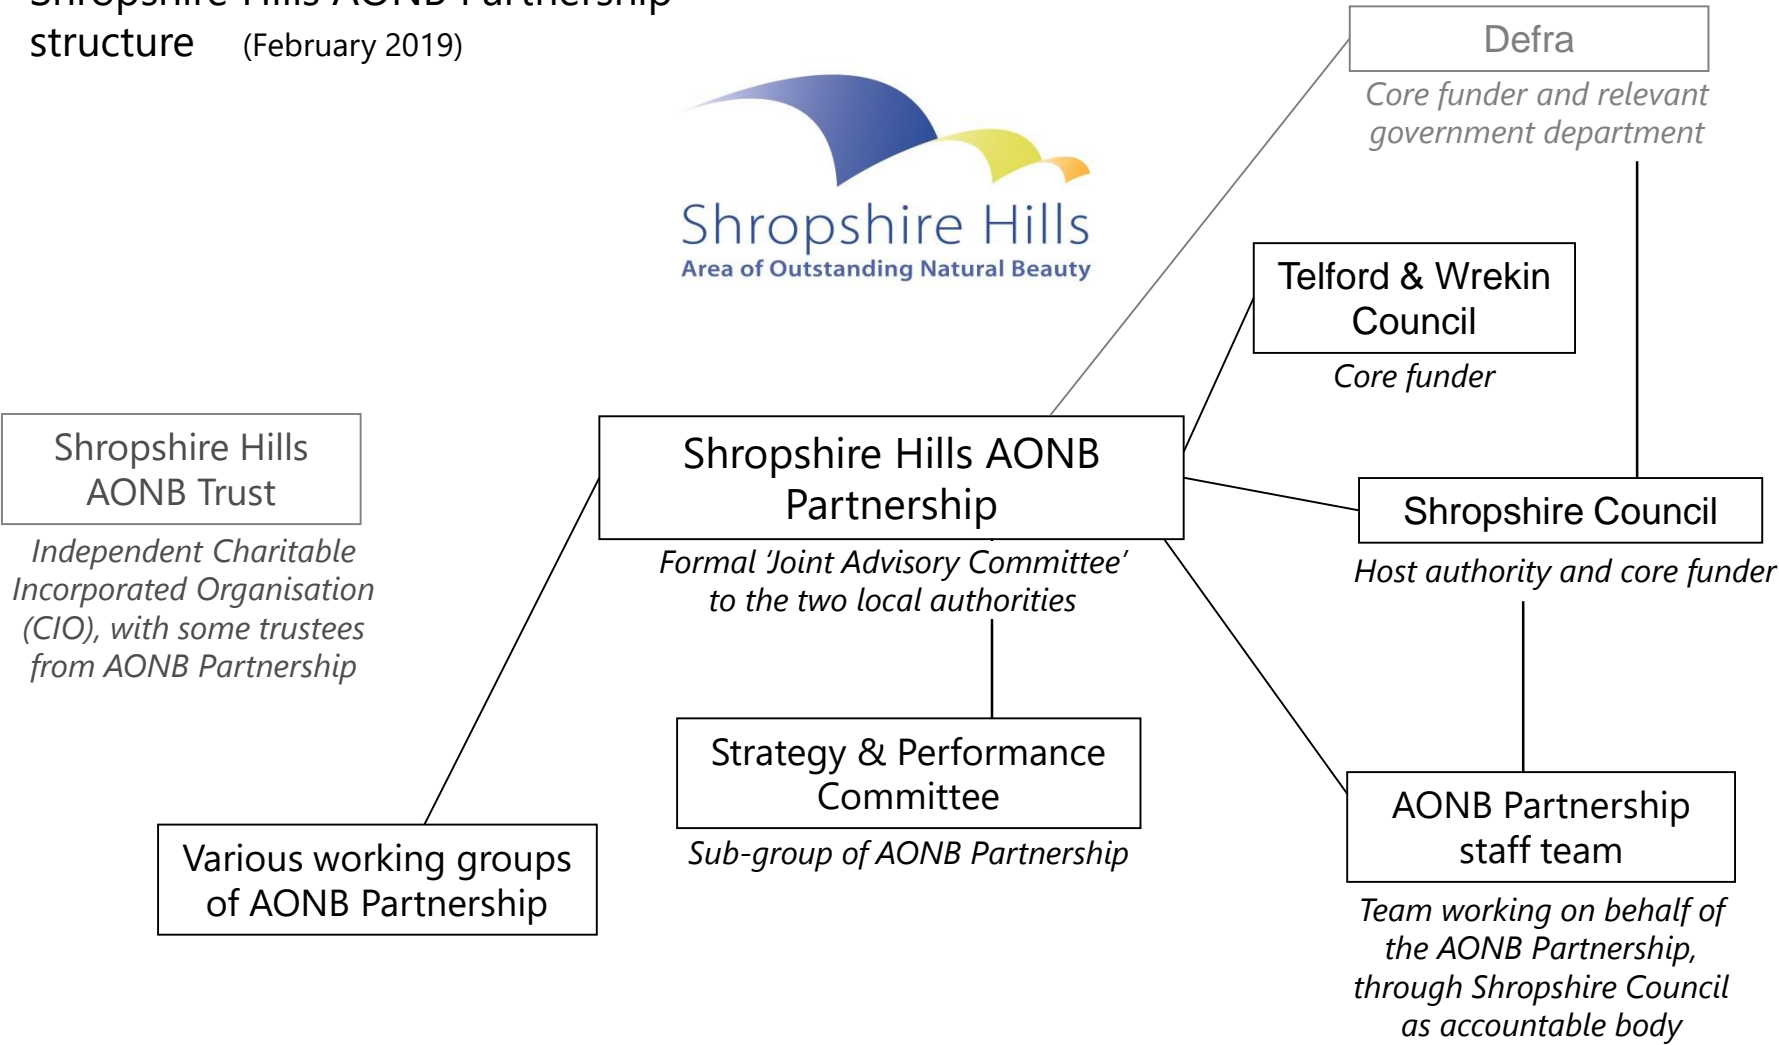 Shropshire Hills AONB Partnership
structure (February 2019)
Defra
Core funder and relevant
government department
Shropshire Hills
Area of Outstanding Natural Beauty
Telford & Wrekin
Council
Core funder
Shropshire Hills
AONB Trust
Independent Charitable
Incorporated Organisation
(CIO), with some trustees
from AONB Partnership
Shropshire Hills AONB
Partnership
Formal ‘Joint Advisory Committee’
to the two local authorities
Shropshire Council
Host authority and core funder
Strategy & Performance
Committee
Sub-group of AONB Partnership
Various working groups
of AONB Partnership
AONB Partnership
staff team
Team working on behalf of
the AONB Partnership,
through Shropshire Council
as accountable body